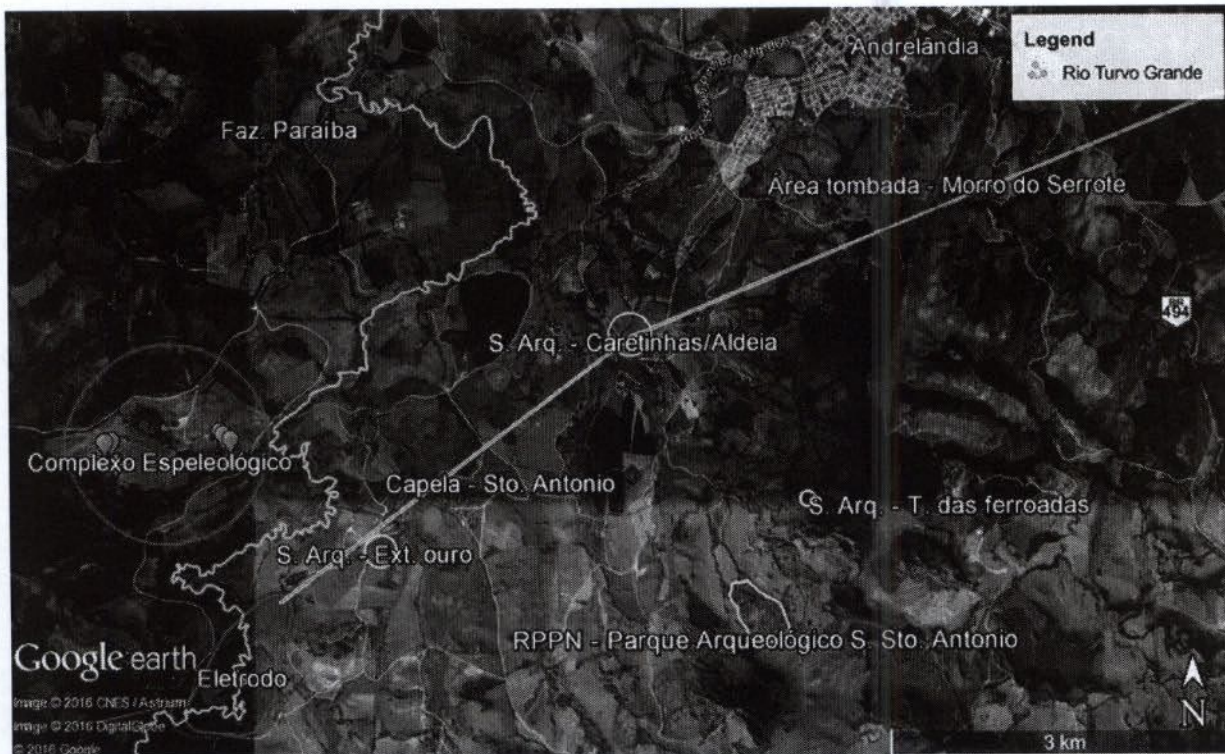 Andrelândia
Legend
Rio Turvo Grande
Faz. Paraíba
Área tombada - Morro do Serrote
BR
494
S. Arq. - Caretinhas/Aldeia
Complexo Espeleológico
Capela - Sto. Antonio
S. Arq. - T. das ferroadas
S. Arq. - Ext. ouro
RPPN - Parque Arqueológico S. Sto. Antonio
Google earth
Eletrodo
Image © 2016 CNES / Astrium
Image © 2016 DigitalGlobe
© 2016 Google
N
3 km